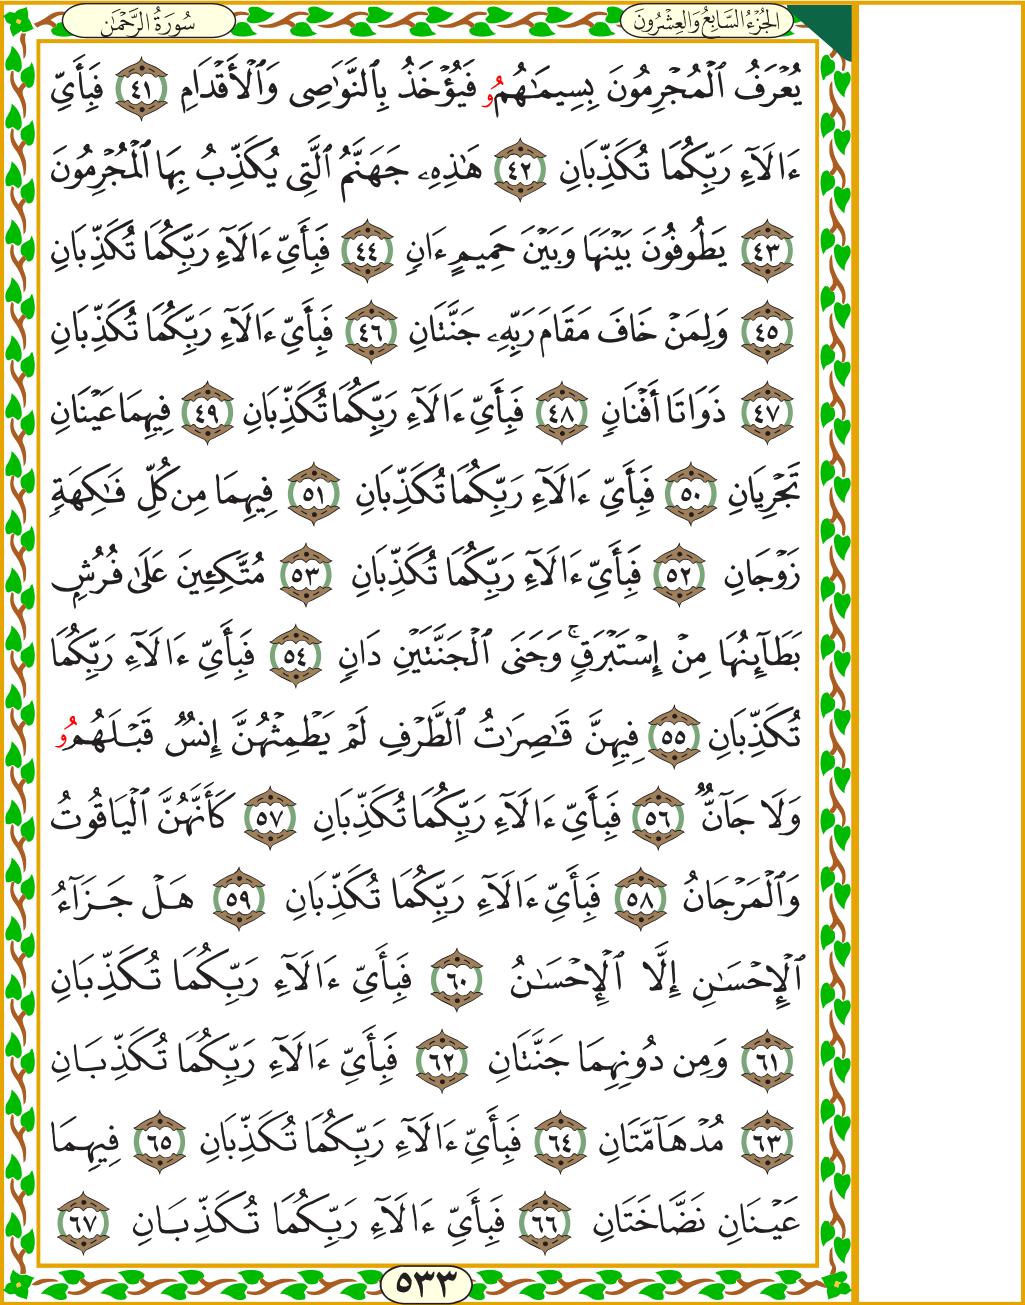 الجُزْءُ السَّابِعُ وَالعِشْرُونَ
سُورَةُ الرَّحْمٰن
يُعْرَفُ ٱلْمُجْرِمُونَ بِسِيمَـٰهُمُۥ فَيُؤْخَذُ بِٱلنَّوَٰصِى وَٱلْأَقْدَامِ ٤١ فَبِأَىِّ
ءَالَآءِ رَبِّكُمَا تُكَذِّبَانِ ٤٢ هَـٰذِهِۦ جَهَنَّمُ ٱلَّتِى يُكَذِّبُ بِهَا ٱلْمُجْرِمُونَ
٤٣ يَطُوفُونَ بَيْنَهَا وَبَيْنَ حَمِيمٍ ءَانٍ ٤٤ فَبِأَىِّ ءَالَآءِ رَبِّكُمَا تُكَذِّبَانِ
٤٥ وَلِمَنْ خَافَ مَقَامَ رَبِّهِۦ جَنَّتَانِ ٤٦ فَبِأَىِّ ءَالَآءِ رَبِّكُمَا تُكَذِّبَانِ
٤٧ ذَوَاتَا أَفْنَانٍ ٤٨ فَبِأَىِّ ءَالَآءِ رَبِّكُمَا تُكَذِّبَانِ ٤٩ فِيهِمَا عَيْنَانِ
تَجْرِيَانِ ٥٠ فَبِأَىِّ ءَالَآءِ رَبِّكُمَا تُكَذِّبَانِ ٥١ فِيهِمَا مِن كُلِّ فَـٰكِهَةٍ
زَوْجَانِ ٥٢ فَبِأَىِّ ءَالَآءِ رَبِّكُمَا تُكَذِّبَانِ ٥٣ مُتَّكِـِٔينَ عَلَىٰ فُرُشٍ
بَطَآئِنُهَا مِنْ إِسْتَبْرَقٍۚ وَجَنَى ٱلْجَنَّتَيْنِ دَانٍ ٥٤ فَبِأَىِّ ءَالَآءِ رَبِّكُمَا
تُكَذِّبَانِ ٥٥ فِيهِنَّ قَـٰصِرَٰتُ ٱلطَّرْفِ لَمْ يَطْمِثْهُنَّ إِنسٌ قَبْلَهُمُۥ
وَلَا جَآنٌّ ٥٦ فَبِأَىِّ ءَالَآءِ رَبِّكُمَا تُكَذِّبَانِ ٥٧ كَأَنَّهُنَّ ٱلْيَاقُوتُ
وَٱلْمَرْجَانُ ٥٨ فَبِأَىِّ ءَالَآءِ رَبِّكُمَا تُكَذِّبَانِ ٥٩ هَلْ جَزَآءُ
ٱلْإِحْسَـٰنِ إِلَّا ٱلْإِحْسَـٰنُ ٦٠ فَبِأَىِّ ءَالَآءِ رَبِّكُمَا تُكَذِّبَانِ
٦١ وَمِن دُونِهِمَا جَنَّتَانِ ٦٢ فَبِأَىِّ ءَالَآءِ رَبِّكُمَا تُكَذِّبَانِ
٦٣ مُدْهَآمَّتَانِ ٦٤ فَبِأَىِّ ءَالَآءِ رَبِّكُمَا تُكَذِّبَانِ ٦٥ فِيهِمَا
عَيْنَانِ نَضَّاخَتَانِ ٦٦ فَبِأَىِّ ءَالَآءِ رَبِّكُمَا تُكَذِّبَانِ ٦٧
٥٣٣